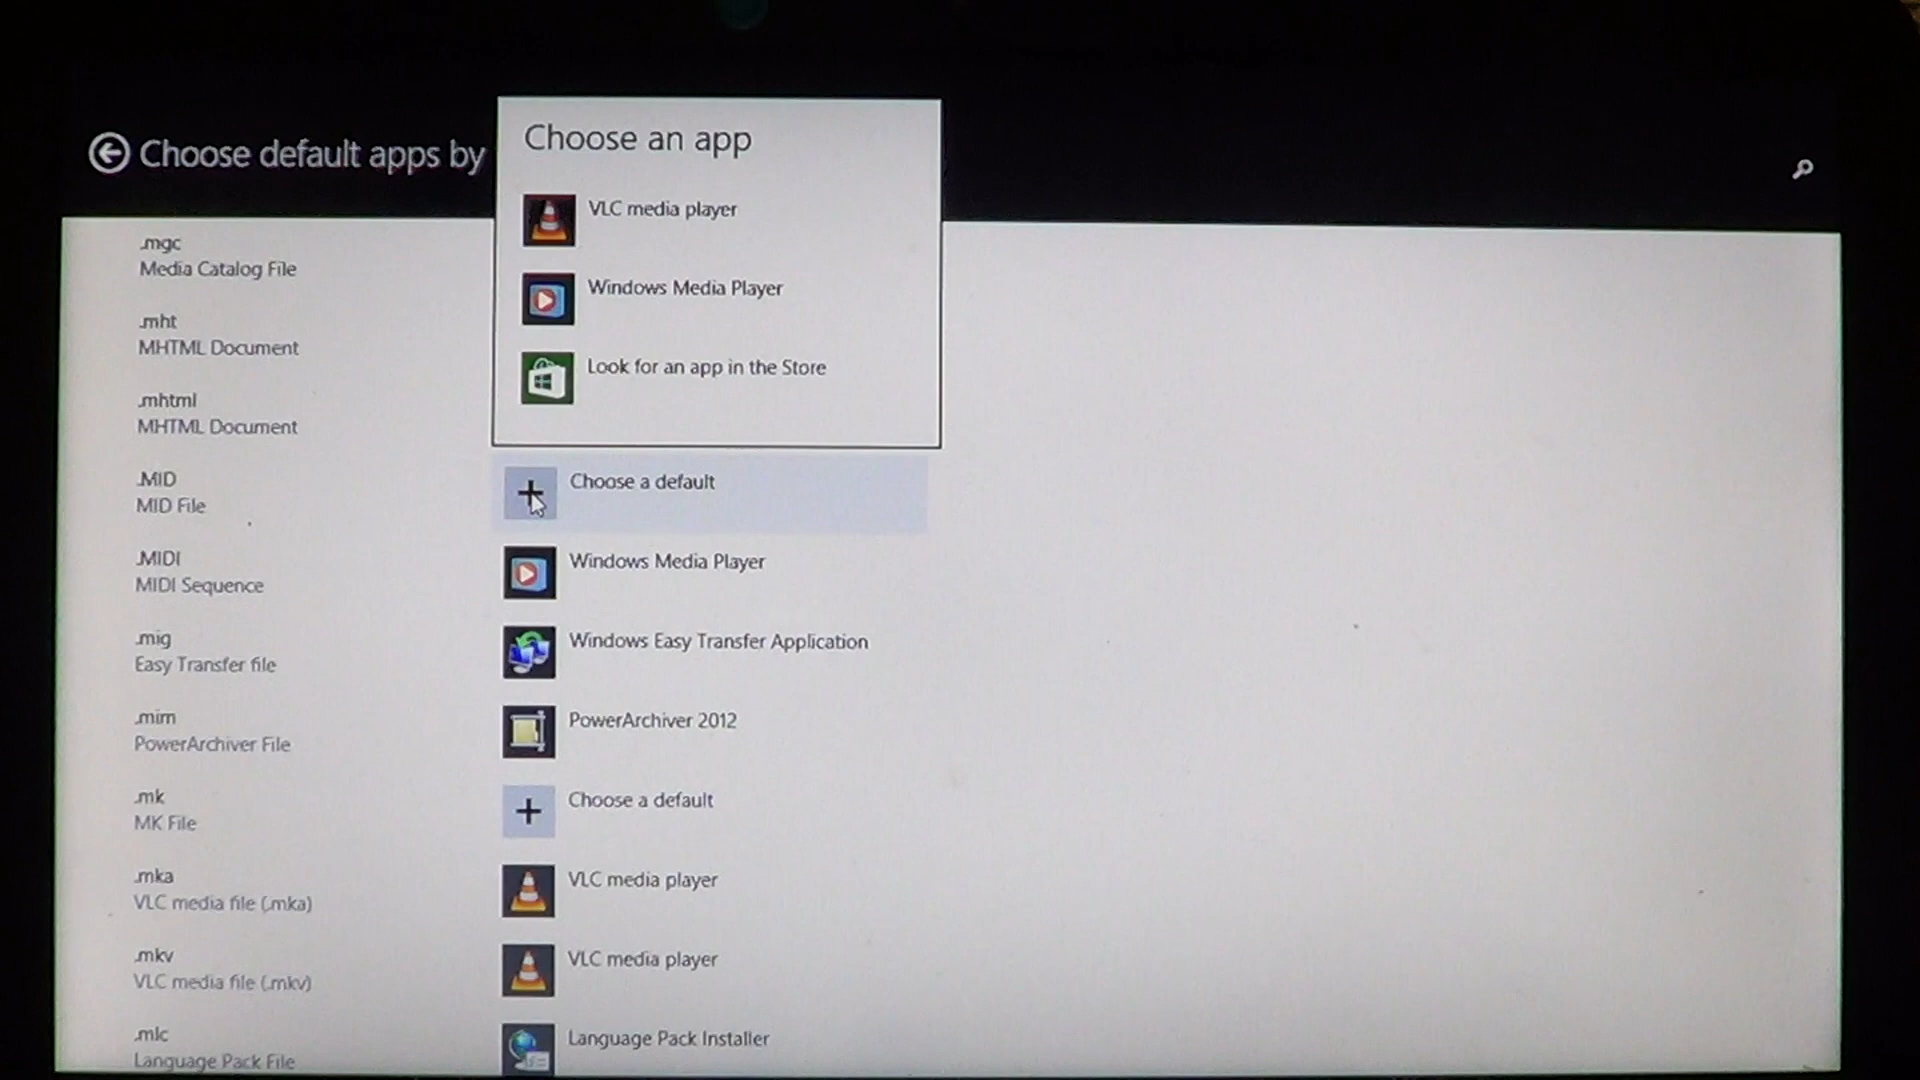 Choose default apps by
Choose an app
VLC media player
Windows Media Player
Look for an app in the Store
.mgc
Media Catalog File
.mht
MHTML Document
.mhtml
MHTML Document
.MID
MID File
Choose a default
.MIDI
MIDI Sequence
Windows Media Player
.mig
Easy Transfer file
Windows Easy Transfer Application
.mim
PowerArchiver File
PowerArchiver 2012
.mk
MK File
Choose a default
.mka
VLC media file (.mka)
VLC media player
.mkv
VLC media file (.mkv)
VLC media player
.mlc
Language Pack File
Language Pack Installer